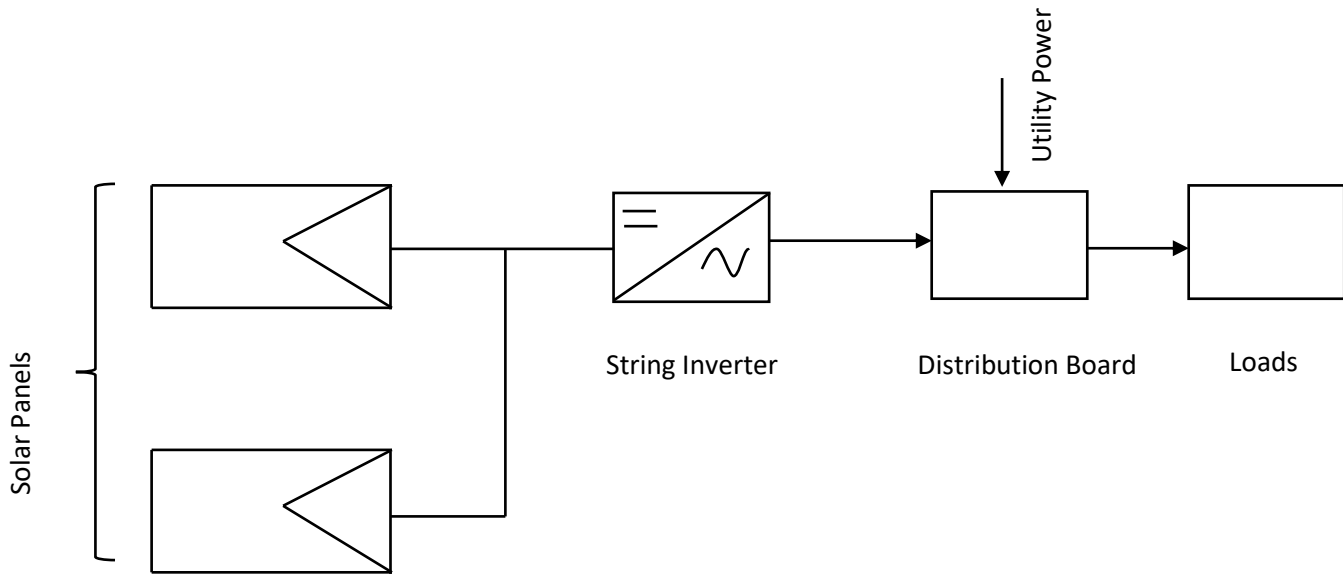 Utility Power
Solar Panels
String Inverter
Distribution Board
Loads